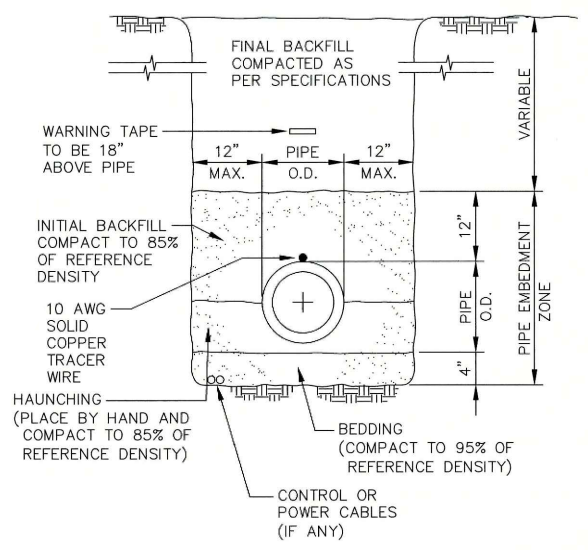 FINAL BACKFILL
COMPACTED AS
PER SPECIFICATIONS
VARIABLE
WARNING TAPE
TO BE 18"
ABOVE PIPE
12"
MAX.
PIPE
O.D.
12"
MAX.
INITIAL BACKFILL
COMPACT TO 85%
OF REFERENCE
DENSITY
12"
PIPE
O.D.
4"
PIPE EMBEDMENT
ZONE
10 AWG
SOLID
COPPER
TRACER
WIRE
HAUNCHING
(PLACE BY HAND AND
COMPACT TO 85% OF
REFERENCE DENSITY)
BEDDING
(COMPACT TO 95% OF
REFERENCE DENSITY)
CONTROL OR
POWER CABLES
(IF ANY)